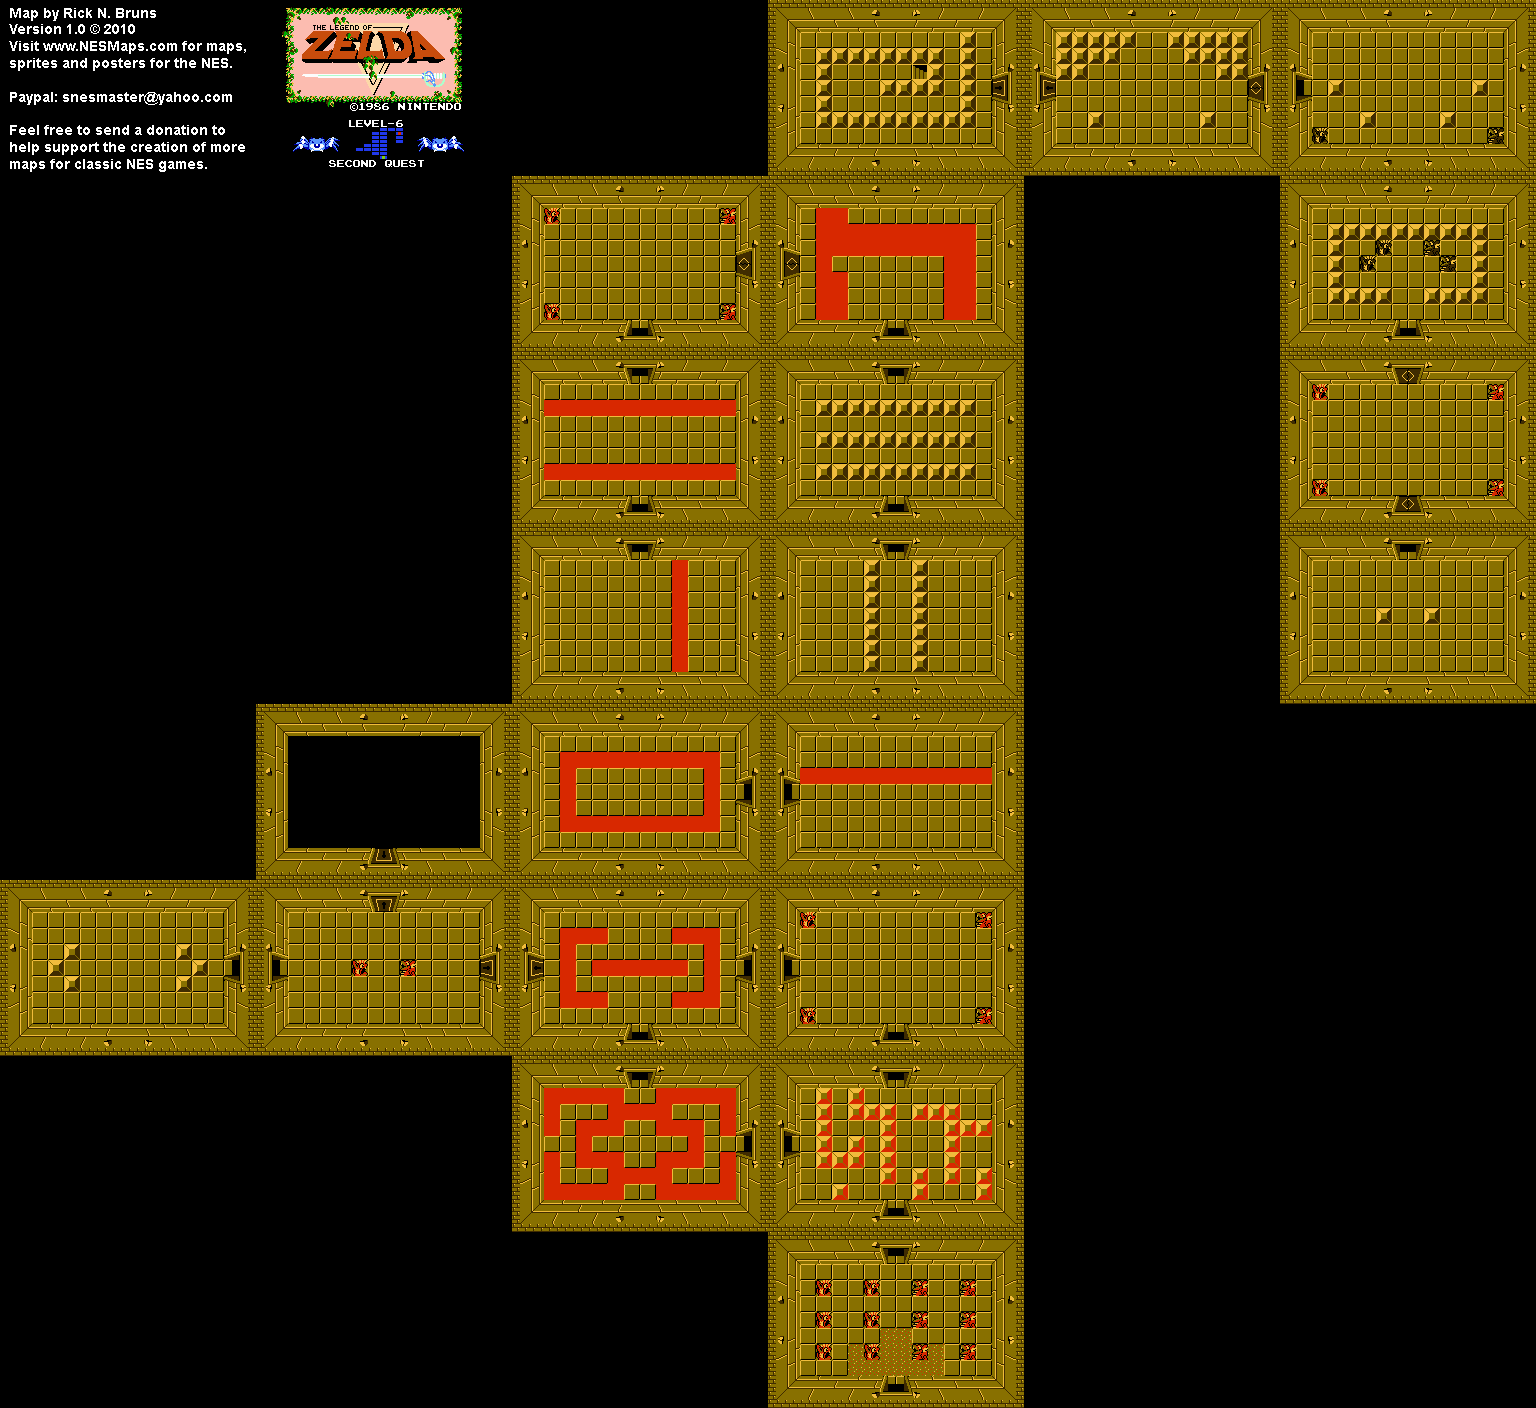 Map by Rick N. Bruns
Version 1.0 © 2010
Visit www.NESMaps.com for maps,
sprites and posters for the NES.
Paypal: snesmaster@yahoo.com
Feel free to send a donation to
help support the creation of more
maps for classic NES games.
THE LEGEND OF
ZELDA
©1986 NINTENDO
LEVEL-6
SECOND QUEST